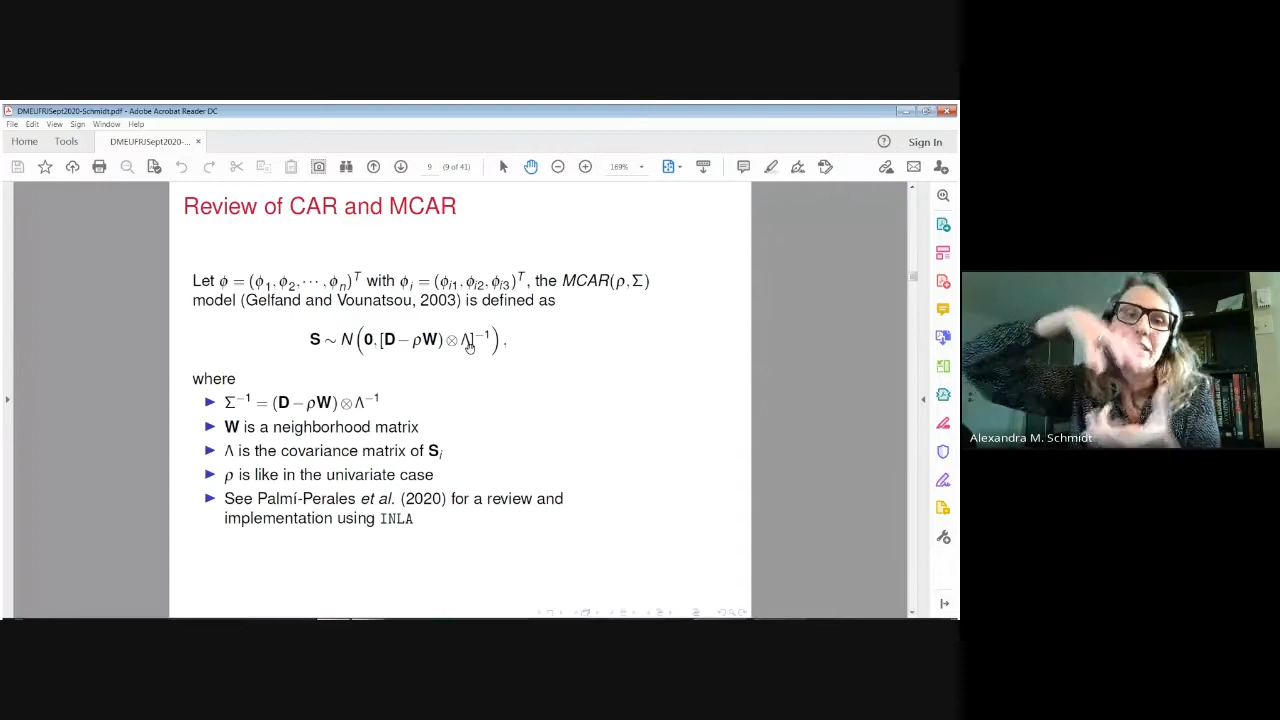 DMEUFRJSept2020-Schmidt.pdf - Adobe Acrobat Reader DC
File Edit View Sign Window Help
Home Tools DMEUFRJSept2020-... × Sign In
9 (9 of 41) 169%
Review of CAR and MCAR
Let ϕ = (ϕ₁, ϕ₂, ⋯, ϕₙ)ᵀ with ϕᵢ = (ϕᵢ₁, ϕᵢ₂, ϕᵢ₃)ᵀ, the MCAR(ρ, Σ)
model (Gelfand and Vounatsou, 2003) is defined as
S ∼ N(0, [D − ρW) ⊗ Λ]⁻¹),
where
► Σ⁻¹ = (D − ρW) ⊗ Λ⁻¹
► W is a neighborhood matrix
► Λ is the covariance matrix of Sᵢ
► ρ is like in the univariate case
► See Palmí-Perales et al. (2020) for a review and
implementation using INLA
Alexandra M. Schmidt